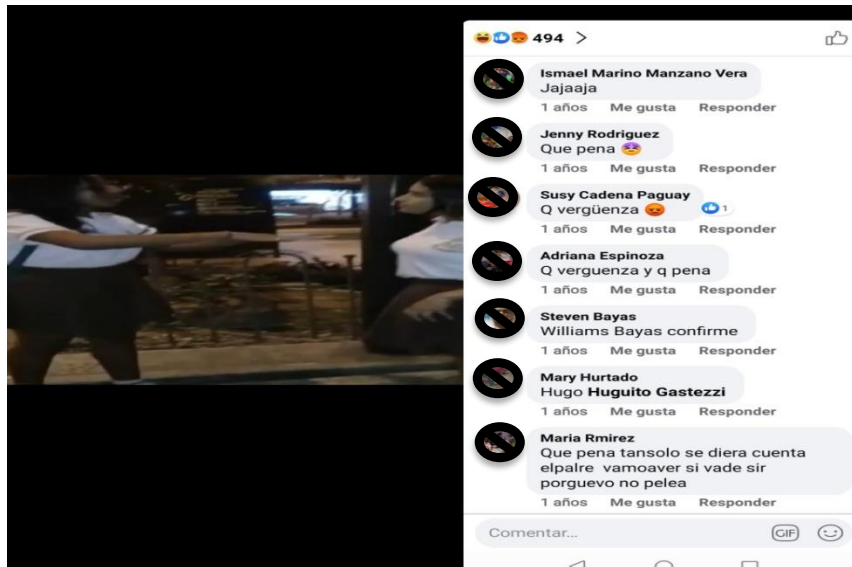 494 >
Ismael Marino Manzano Vera
Jajaaja
1 años Me gusta Responder
Jenny Rodriguez
Que pena
1 años Me gusta Responder
Susy Cadena Paguay
Q vergüenza
1
1 años Me gusta Responder
Adriana Espinoza
Q verguenza y q pena
1 años Me gusta Responder
Steven Bayas
Williams Bayas confirme
1 años Me gusta Responder
Mary Hurtado
Hugo Huguito Gastezzi
1 años Me gusta Responder
Maria Rmirez
Que pena tansolo se diera cuenta
elpalre vamoaver si vade sir
porguevo no pelea
1 años Me gusta Responder
Comentar...
GIF